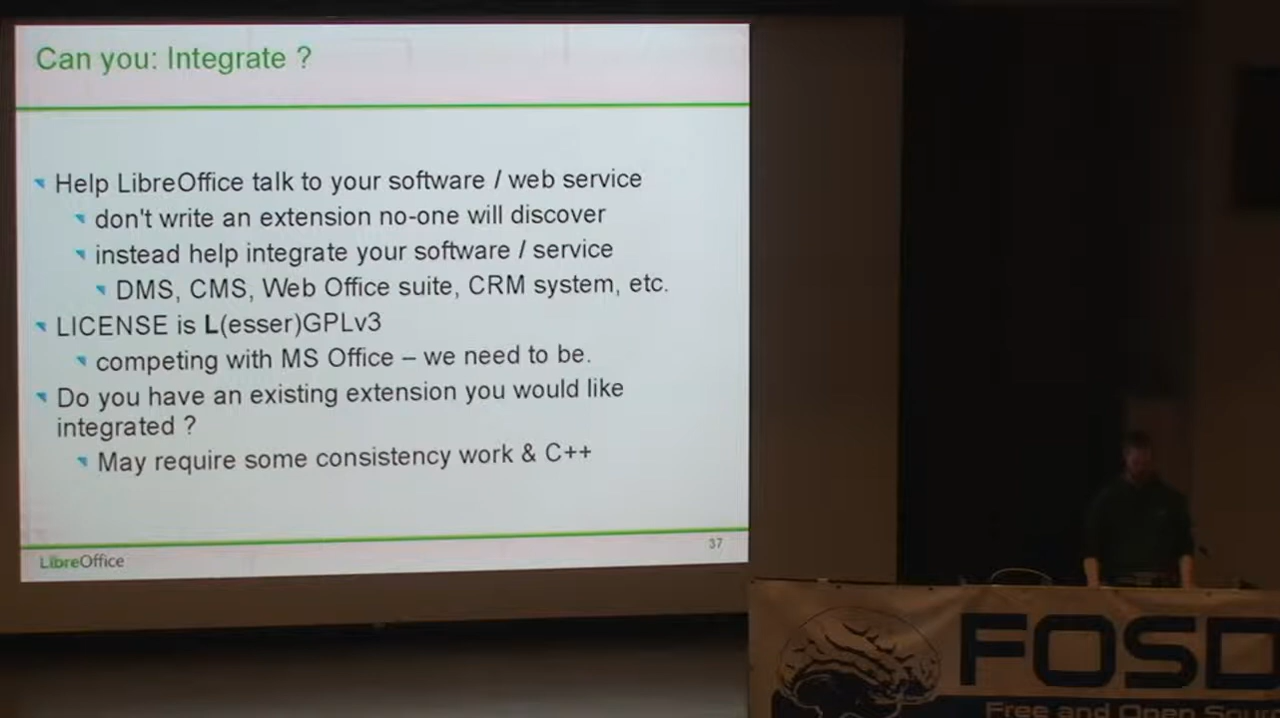 Can you: Integrate ?
Help LibreOffice talk to your software / web service
don't write an extension no-one will discover
instead help integrate your software / service
DMS, CMS, Web Office suite, CRM system, etc.
LICENSE is L(esser)GPLv3
competing with MS Office – we need to be.
Do you have an existing extension you would like
integrated ?
May require some consistency work & C++
LibreOffice
37
FOSD
Free and Open Sour